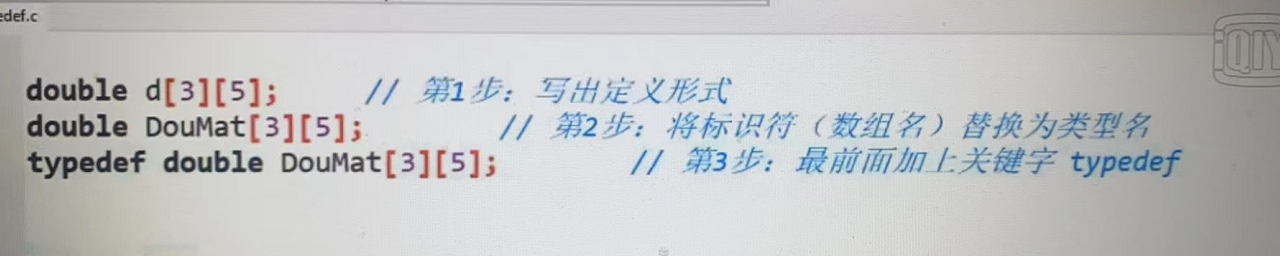 edef.c
QIY
double d[3][5]; // 第1步：写出定义形式
double DouMat[3][5]; // 第2步：将标识符（数组名）替换为类型名
typedef double DouMat[3][5]; // 第3步：最前面加上关键字 typedef